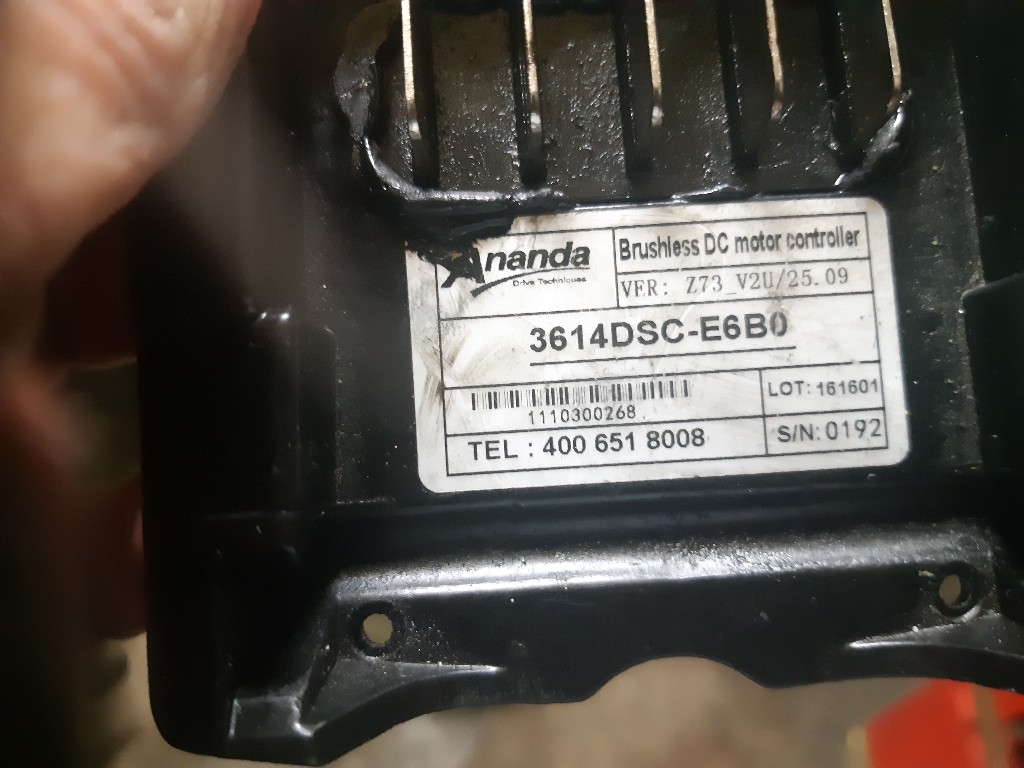 Ananda
Drive Techniques
Brushless DC motor controller
VER: Z73_V2U/25.09
3614DSC-E6B0
1110300268
LOT: 161601
TEL : 400 651 8008
S/N: 0192